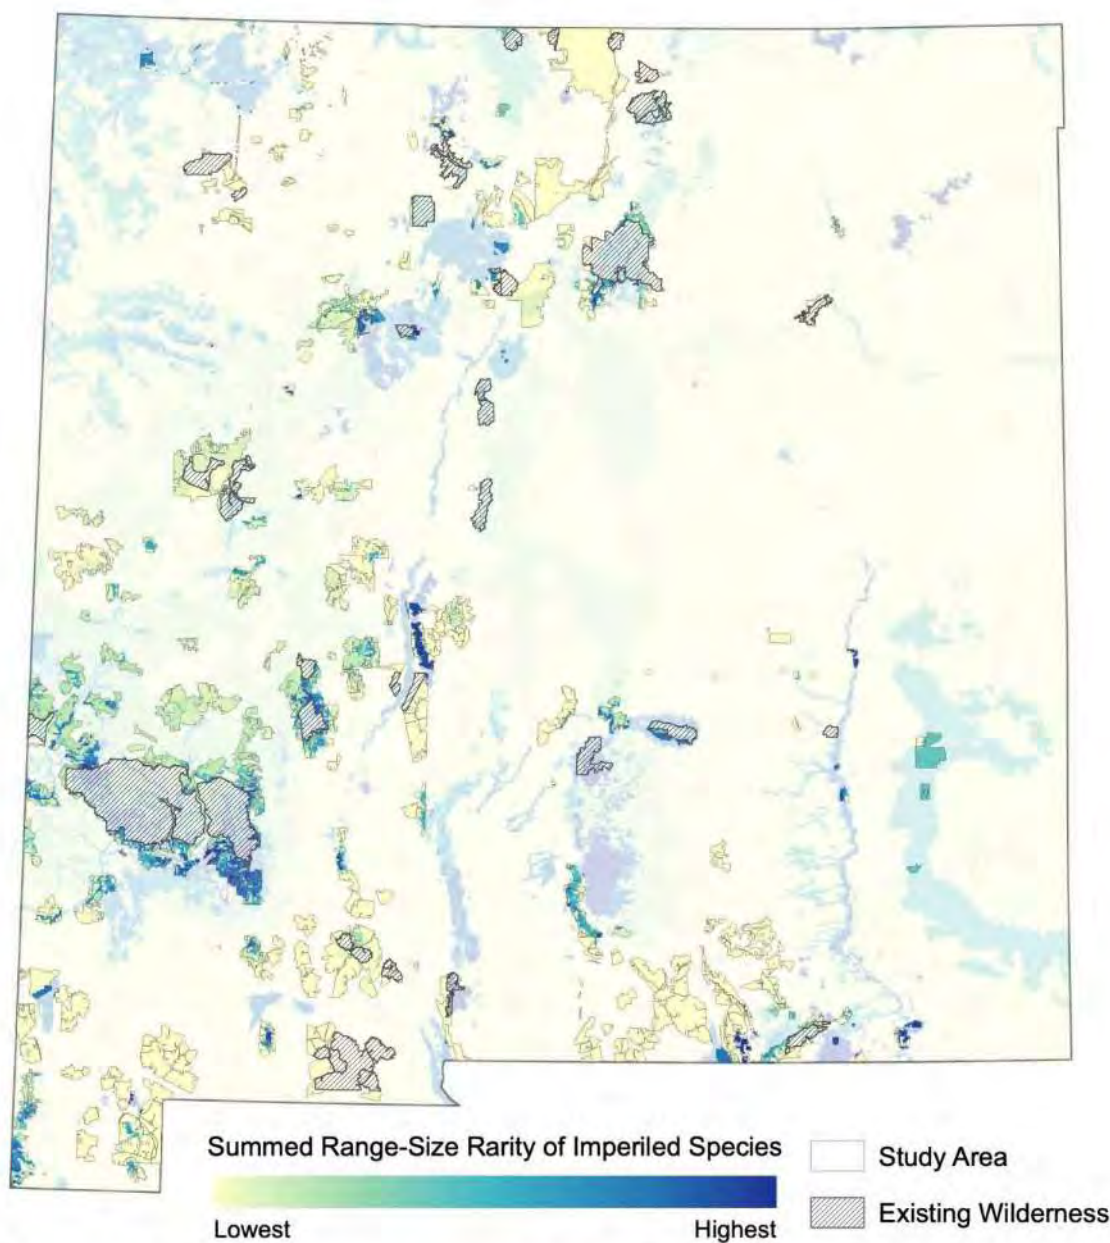 Summed Range-Size Rarity of Imperiled Species
Lowest
Highest
Study Area
Existing Wilderness